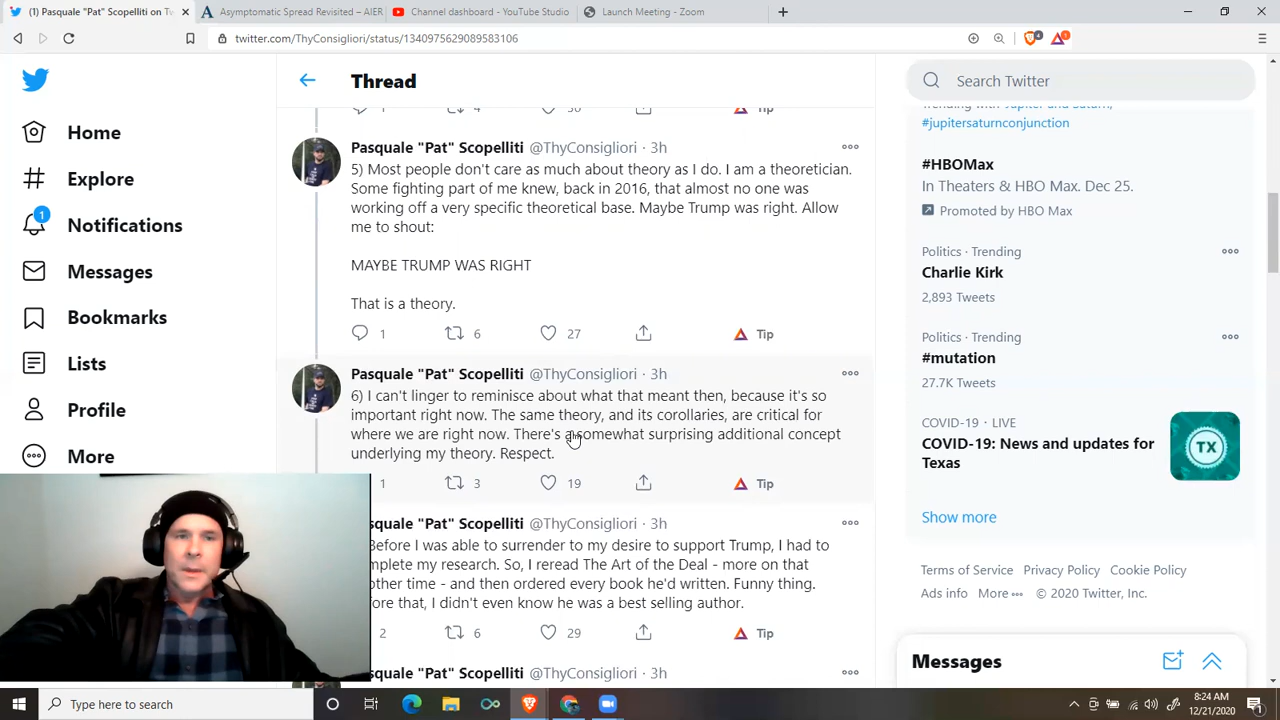 (1) Pasquale "Pat" Scopelliti on Tw
Asymptomatic Spread Revisited – AIER
Channel dashboard - YouTube Studio
Launch Meeting - Zoom
twitter.com/ThyConsigliori/status/1340975629089583106
Home
Explore
1
Notifications
Messages
Bookmarks
Lists
Profile
More
Thread
Pasquale "Pat" Scopelliti @ThyConsigliori · 3h
5) Most people don't care as much about theory as I do. I am a theoretician.
Some fighting part of me knew, back in 2016, that almost no one was
working off a very specific theoretical base. Maybe Trump was right. Allow
me to shout:
MAYBE TRUMP WAS RIGHT
That is a theory.
1 6 27 Tip
Pasquale "Pat" Scopelliti @ThyConsigliori · 3h
6) I can't linger to reminisce about what that meant then, because it's so
important right now. The same theory, and its corollaries, are critical for
where we are right now. There's a somewhat surprising additional concept
underlying my theory. Respect.
1 3 19 Tip
squale "Pat" Scopelliti @ThyConsigliori · 3h
Before I was able to surrender to my desire to support Trump, I had to
mplete my research. So, I reread The Art of the Deal - more on that
other time - and then ordered every book he'd written. Funny thing.
fore that, I didn't even know he was a best selling author.
2 6 29 Tip
squale "Pat" Scopelliti @ThyConsigliori · 3h
Search Twitter
Trending with Jupiter and Saturn,
#jupitersaturnconjunction
#HBOMax
In Theaters & HBO Max. Dec 25.
Promoted by HBO Max
Politics · Trending
Charlie Kirk
2,893 Tweets
Politics · Trending
#mutation
27.7K Tweets
COVID-19 · LIVE
COVID-19: News and updates for
Texas
TX
Show more
Terms of Service Privacy Policy Cookie Policy
Ads info More © 2020 Twitter, Inc.
Messages
Type here to search
8:24 AM
12/21/2020